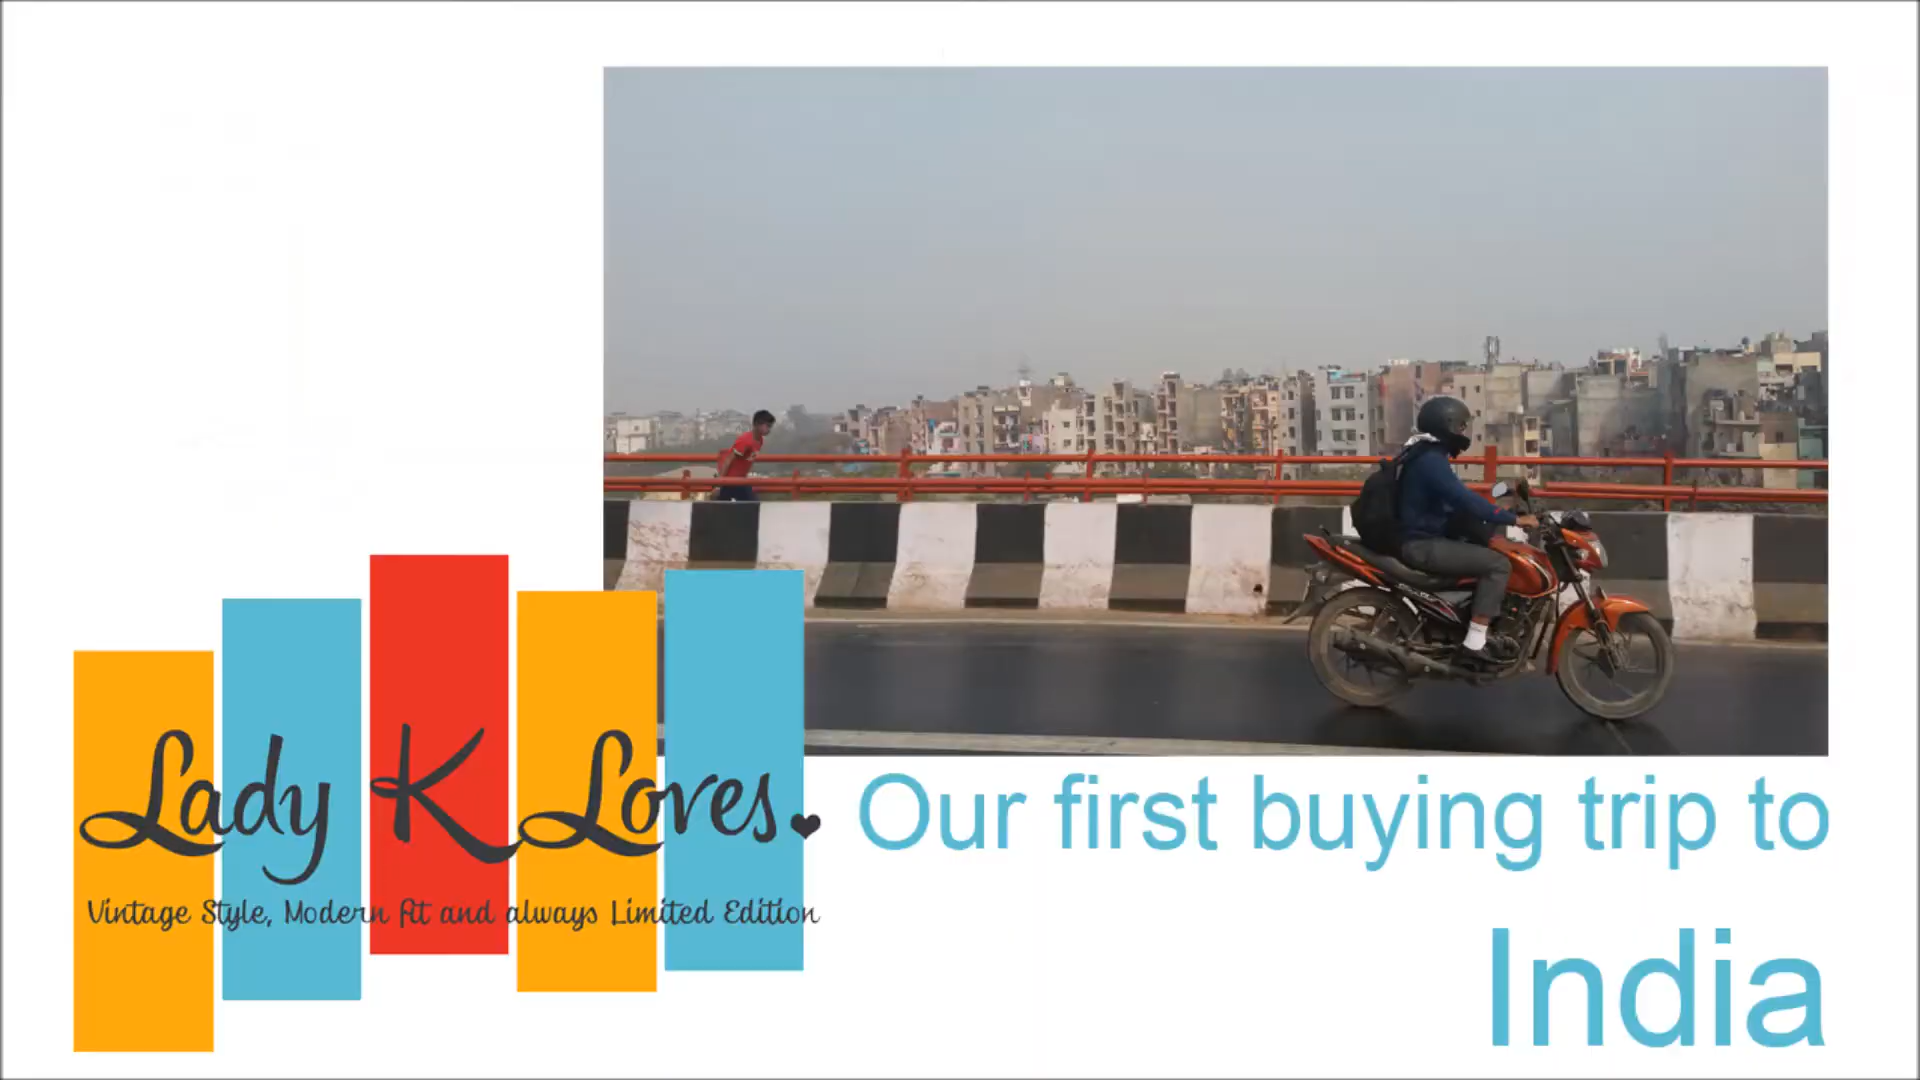 Lady K Loves.
Vintage Style, Modern fit and always Limited Edition
Our first buying trip to
India